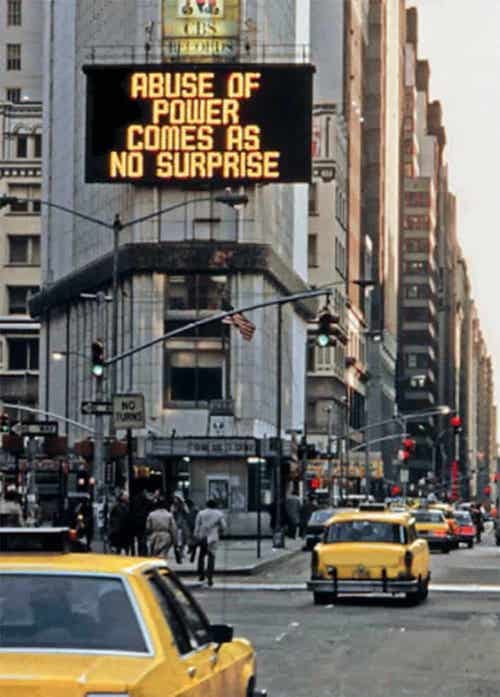 CBS
RECORDS
ABUSE OF
POWER
COMES AS
NO SURPRISE
NO
TURNS